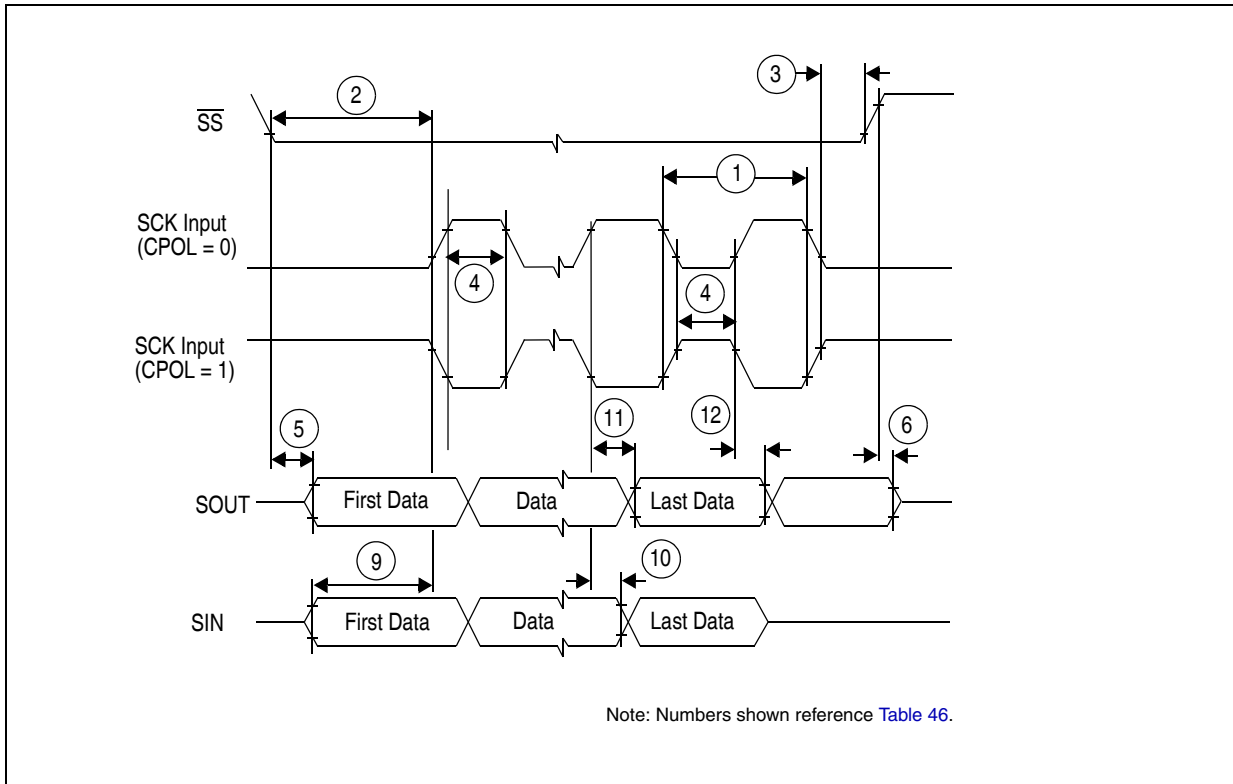 3
2
SS
1
SCK Input
(CPOL = 0)
4
4
SCK Input
(CPOL = 1)
11
12
5
6
SOUT
First Data
Data
Last Data
9
10
SIN
First Data
Data
Last Data
Note: Numbers shown reference Table 46.